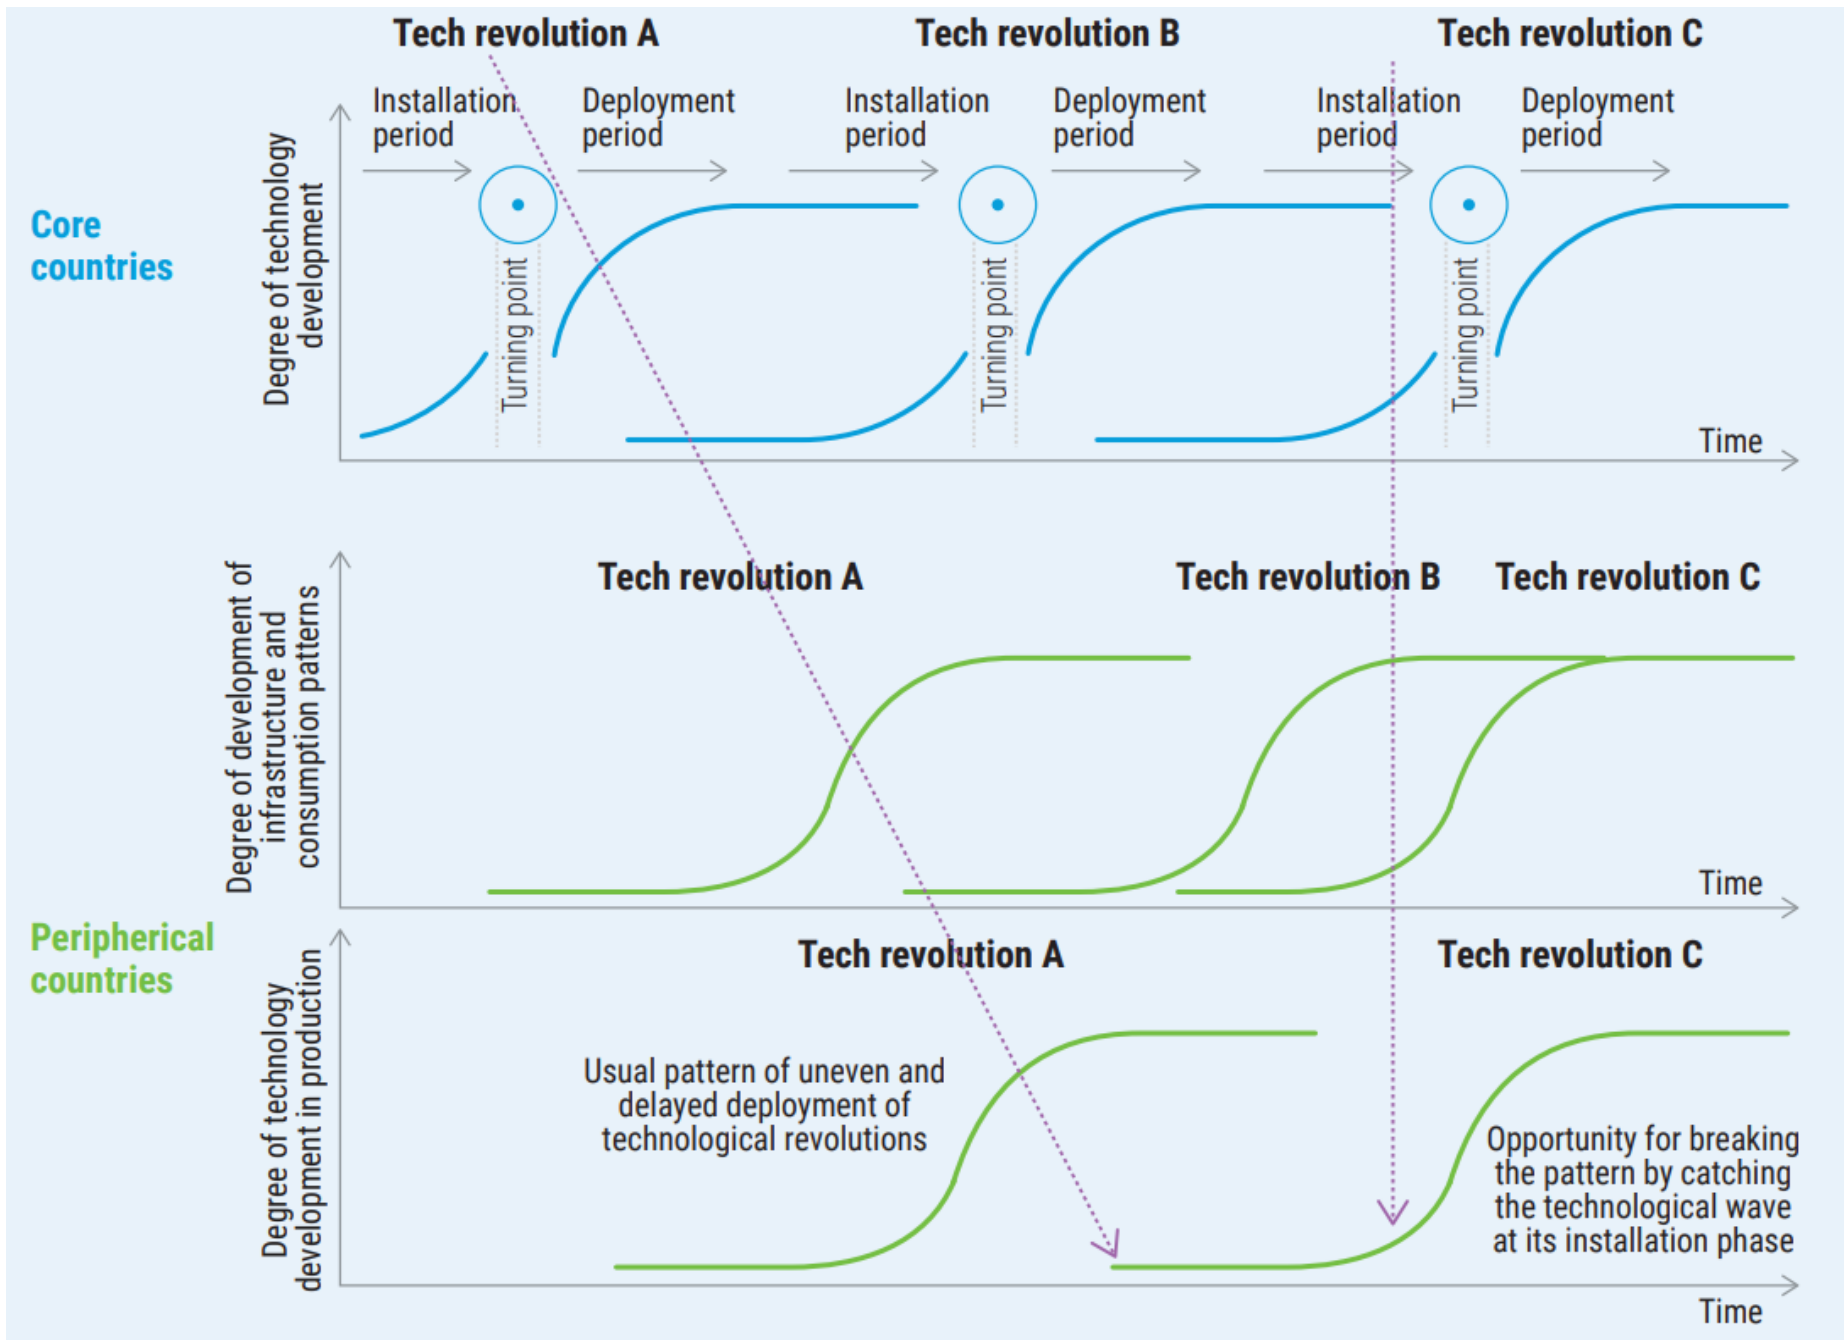 Tech revolution A
Tech revolution B
Tech revolution C
Installation
period
Deployment
period
Installation
period
Deployment
period
Installation
period
Deployment
period
Core
countries
Degree of technology
development
Turning point
Turning point
Turning point
Time
Tech revolution A
Tech revolution B
Tech revolution C
Degree of development of
infrastructure and
consumption patterns
Time
Peripherical
countries
Tech revolution A
Tech revolution C
Degree of technology
development in production
Usual pattern of uneven and
delayed deployment of
technological revolutions
Opportunity for breaking
the pattern by catching
the technological wave
at its installation phase
Time